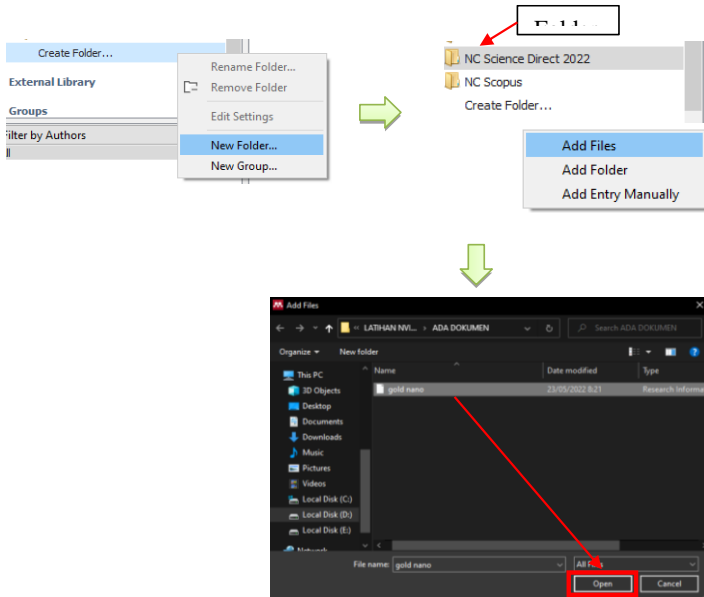 Create Folder...
External Library
Groups
Filter by Authors
Rename Folder...
Remove Folder
Edit Settings
New Folder...
New Group...
Folder
NC Science Direct 2022
NC Scopus
Create Folder...
Add Files
Add Folder
Add Entry Manually
Add Files
« LATIHAN NVI... › ADA DOKUMEN
Search ADA DOKUMEN
Organize
New folder
Name
Date modified
Type
This PC
3D Objects
Desktop
Documents
Downloads
Music
Pictures
Videos
Local Disk (C:)
Local Disk (D:)
Local Disk (E:)
Network
gold nano
23/05/2022 8:21
Research Informa
File name: gold nano
All Files
Open
Cancel